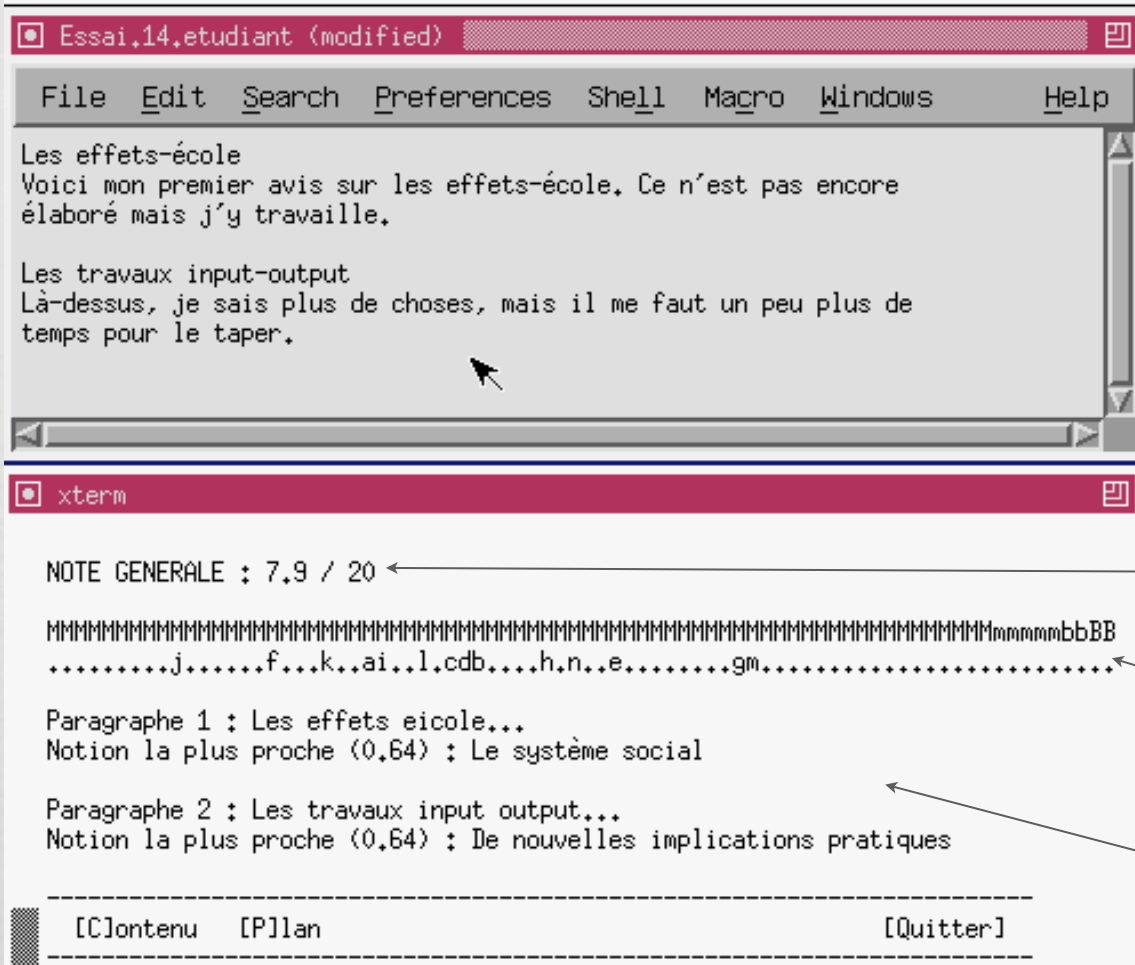 Essai.14.etudiant (modified)
File Edit Search Preferences Shell Macro Windows Help
Les effets-école
Voici mon premier avis sur les effets-école. Ce n'est pas encore
élaboré mais j'y travaille.
Les travaux input-output
Là-dessus, je sais plus de choses, mais il me faut un peu plus de
temps pour le taper.
xterm
NOTE GENERALE : 7.9 / 20
MMMMMMMMMMMMMMMMMMMMMMMMMMMMMMMMMMMMMMMMMMMMMMMMMMMMMMMMMMMMMMMMMMMMMmmmmmbbBB
.........j......f...k..ai..l.cdb....h.n..e........gm..........................
Paragraphe 1 : Les effets eicole...
Notion la plus proche (0.64) : Le système social
Paragraphe 2 : Les travaux input output...
Notion la plus proche (0.64) : De nouvelles implications pratiques
------------------------------------------------------------------------
[C]ontenu [P]lan [Quitter]
------------------------------------------------------------------------